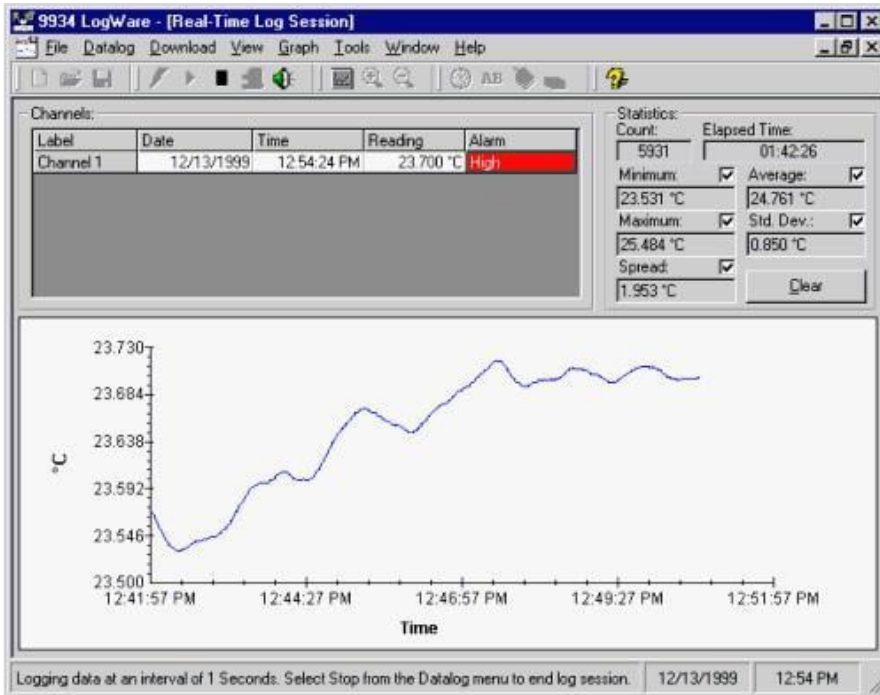 9934 LogWare - [Real-Time Log Session]
File Datalog Download View Graph Tools Window Help
AB
Channels:
Label Date Time Reading Alarm
Channel 1 12/13/1999 12:54:24 PM 23.700 °C High
Statistics:
Count: Elapsed Time:
5931 01:42:26
Minimum: Average:
23.531 °C 24.761 °C
Maximum: Std. Dev.:
25.484 °C 0.850 °C
Spread:
1.953 °C Clear
23.730
23.684
23.638
23.592
23.546
23.500
°C
12:41:57 PM 12:44:27 PM 12:46:57 PM 12:49:27 PM 12:51:57 PM
Time
Logging data at an interval of 1 Seconds. Select Stop from the Datalog menu to end log session. 12/13/1999 12:54 PM